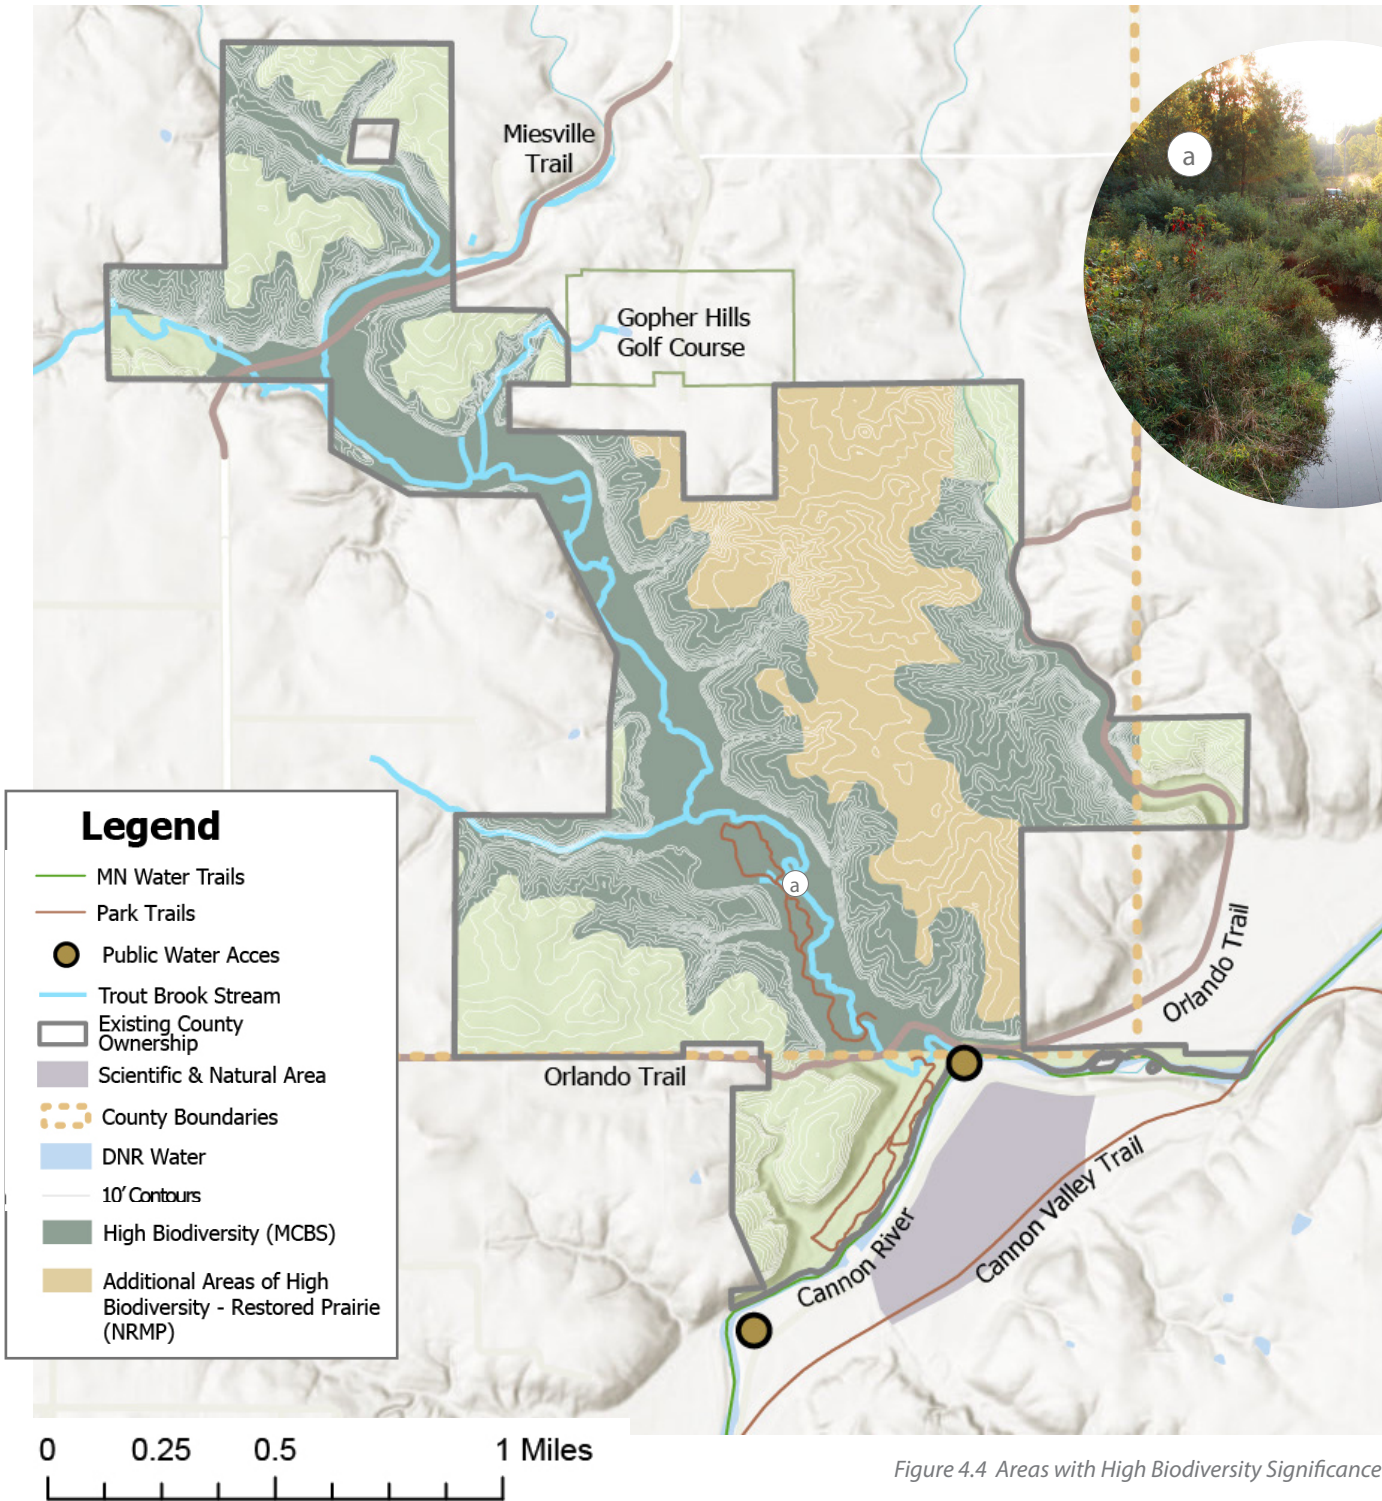 Miesville
Trail
a
Gopher Hills
Golf Course
Legend
MN Water Trails
Park Trails
Public Water Acces
Trout Brook Stream
Existing County
Ownership
Scientific & Natural Area
County Boundaries
DNR Water
10' Contours
High Biodiversity (MCBS)
Additional Areas of High
Biodiversity - Restored Prairie
(NRMP)
a
Orlando Trail
Orlando Trail
Cannon River
Cannon Valley Trail
0 0.25 0.5 1 Miles
Figure 4.4 Areas with High Biodiversity Significance